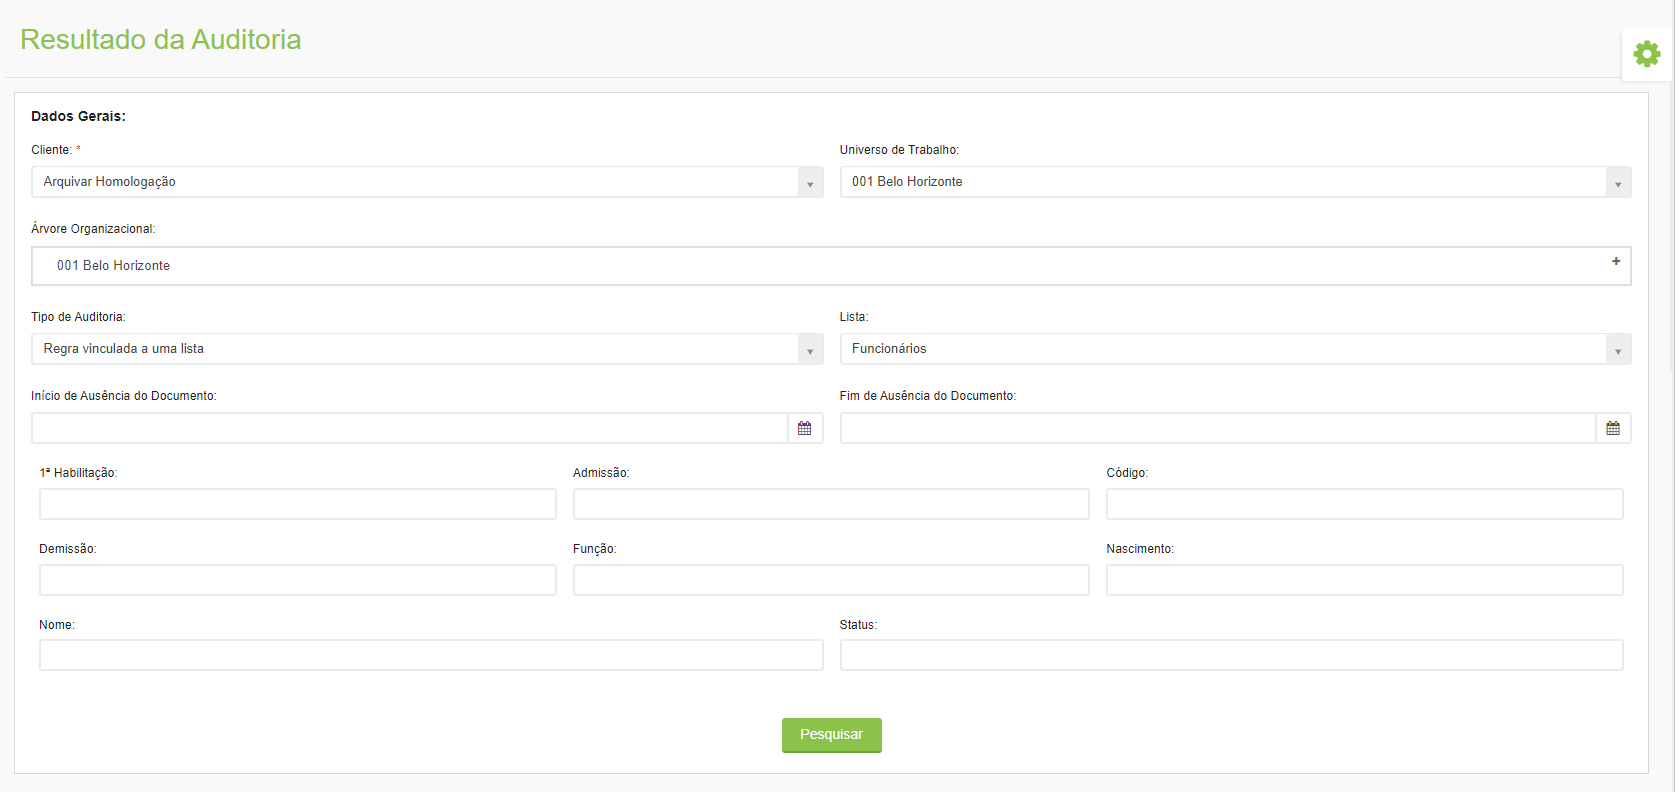 Resultado da Auditoria
Dados Gerais:
Cliente: *
Universo de Trabalho:
Arquivar Homologação
001 Belo Horizonte
Árvore Organizacional:
001 Belo Horizonte
+
Tipo de Auditoria:
Lista:
Regra vinculada a uma lista
Funcionários
Início de Ausência do Documento:
Fim de Ausência do Documento:
1ª Habilitação:
Admissão:
Código:
Demissão:
Função:
Nascimento:
Nome:
Status:
Pesquisar